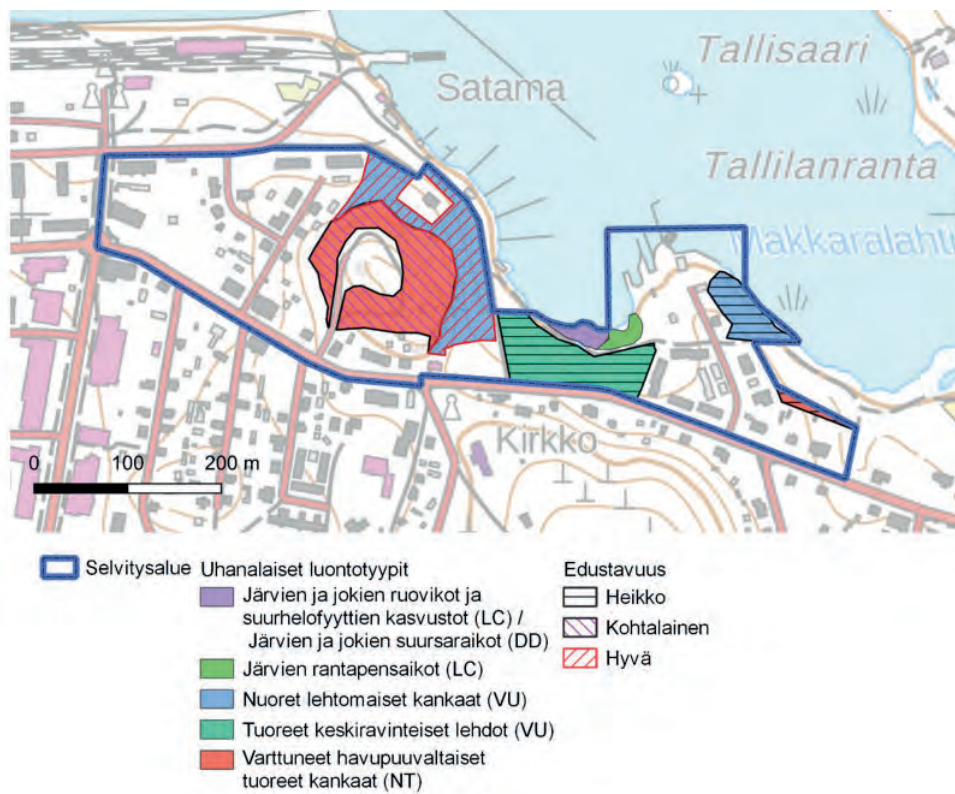 Tallisaari
Satama
Tallilanranta
Makkaralahti
Kirkko
0 100 200 m
Selvitysalue
Uhanalaiset luontotyypit
Järvien ja jokien ruovikot ja
suurhelofyyttien kasvustot (LC) /
Järvien ja jokien suursaraikot (DD)
Järvien rantapensaikot (LC)
Nuoret lehtomaiset kankaat (VU)
Tuoreet keskiravinteiset lehdot (VU)
Varttuneet havupuuvaltaiset
tuoreet kankaat (NT)
Edustavuus
Heikko
Kohtalainen
Hyvä